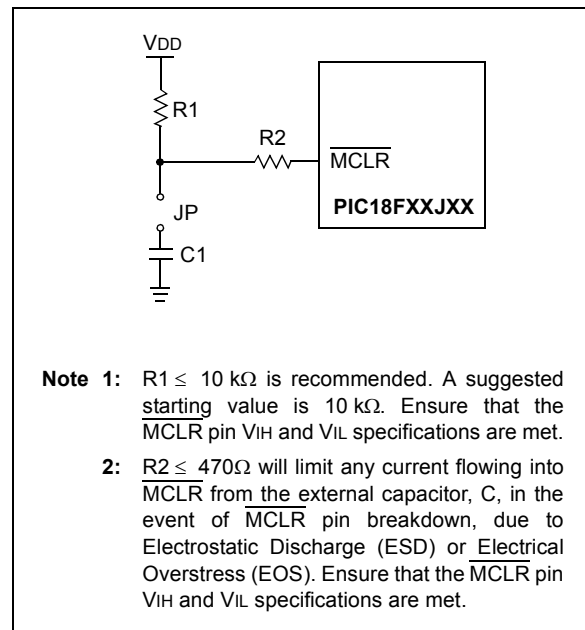 VDD
R1
R2
MCLR
PIC18FXXJXX
JP
C1
Note 1: R1 ≤ 10 kΩ is recommended. A suggested
starting value is 10 kΩ. Ensure that the
MCLR pin VIH and VIL specifications are met.
2: R2 ≤ 470Ω will limit any current flowing into
MCLR from the external capacitor, C, in the
event of MCLR pin breakdown, due to
Electrostatic Discharge (ESD) or Electrical
Overstress (EOS). Ensure that the MCLR pin
VIH and VIL specifications are met.